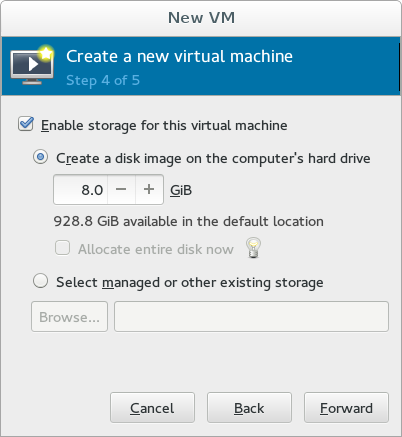 New VM
Create a new virtual machine
Step 4 of 5
Enable storage for this virtual machine
Create a disk image on the computer's hard drive
8.0 − + GiB
928.8 GiB available in the default location
Allocate entire disk now
Select managed or other existing storage
Browse...
Cancel Back Forward